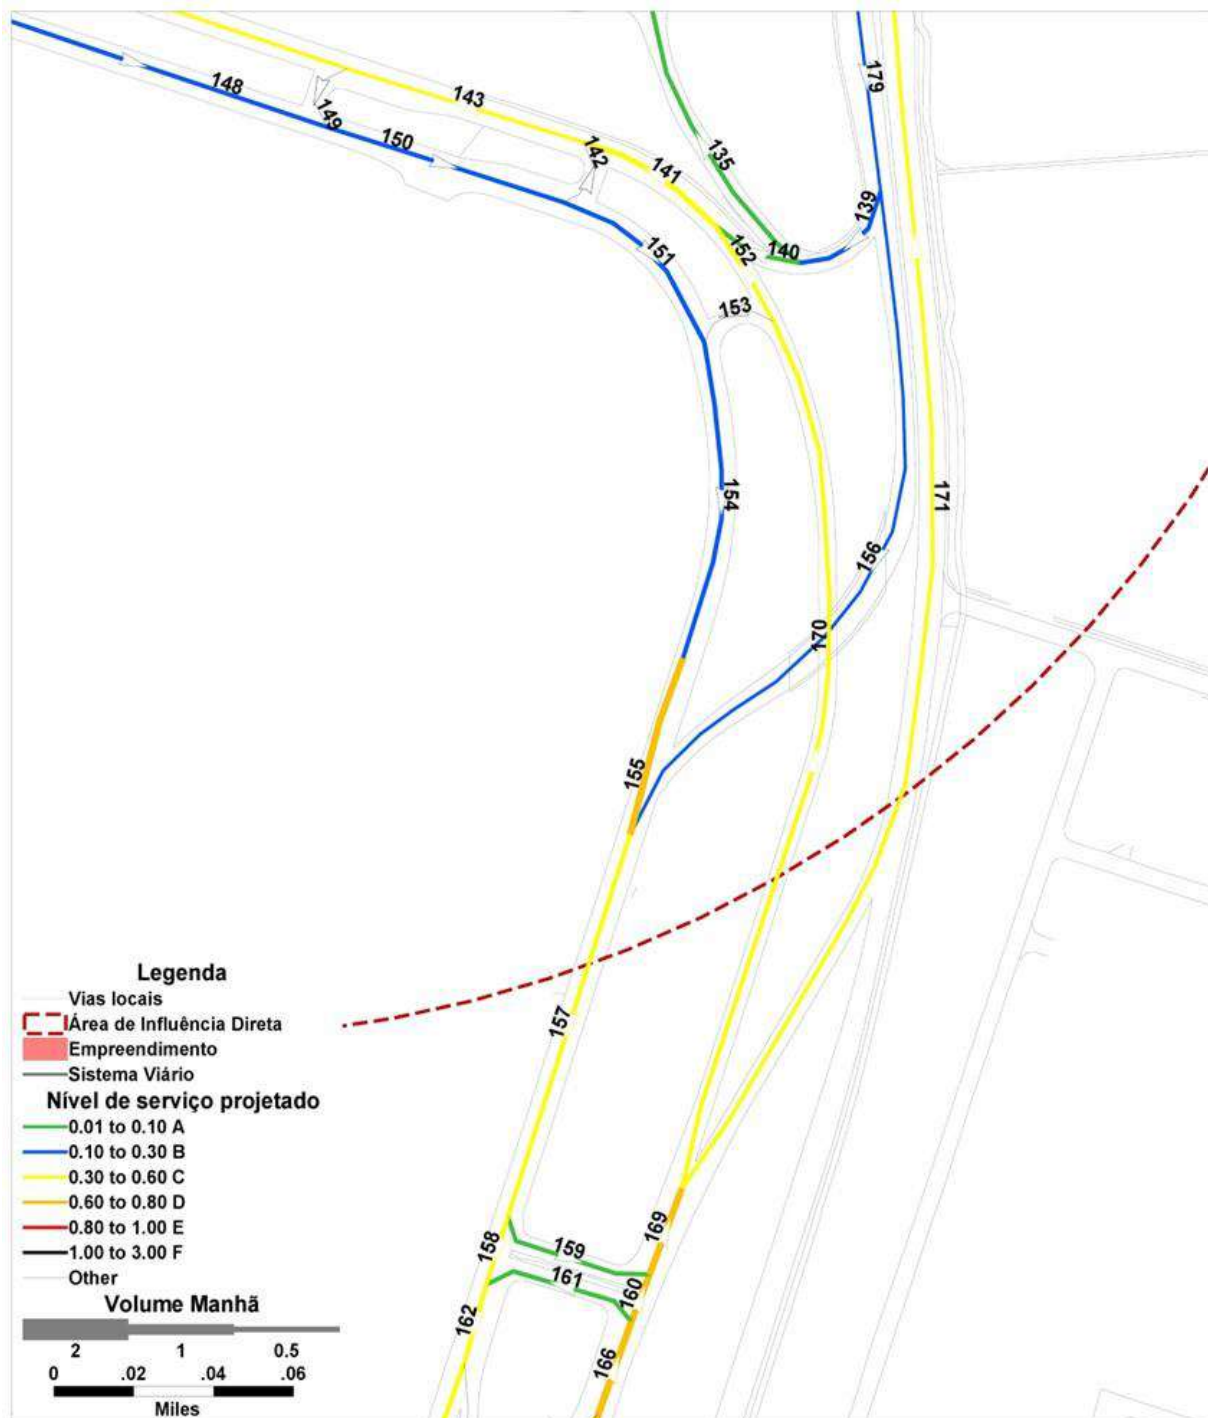 179
148
143
149
150
142
141
135
139
151
152
140
153
154
171
156
170
155
157
158
159
161
160
169
162
166
Legenda
Vias locais
Área de Influência Direta
Empreendimento
Sistema Viário
Nível de serviço projetado
0.01 to 0.10 A
0.10 to 0.30 B
0.30 to 0.60 C
0.60 to 0.80 D
0.80 to 1.00 E
1.00 to 3.00 F
Other
Volume Manhã
2 1 0.5
0 .02 .04 .06
Miles